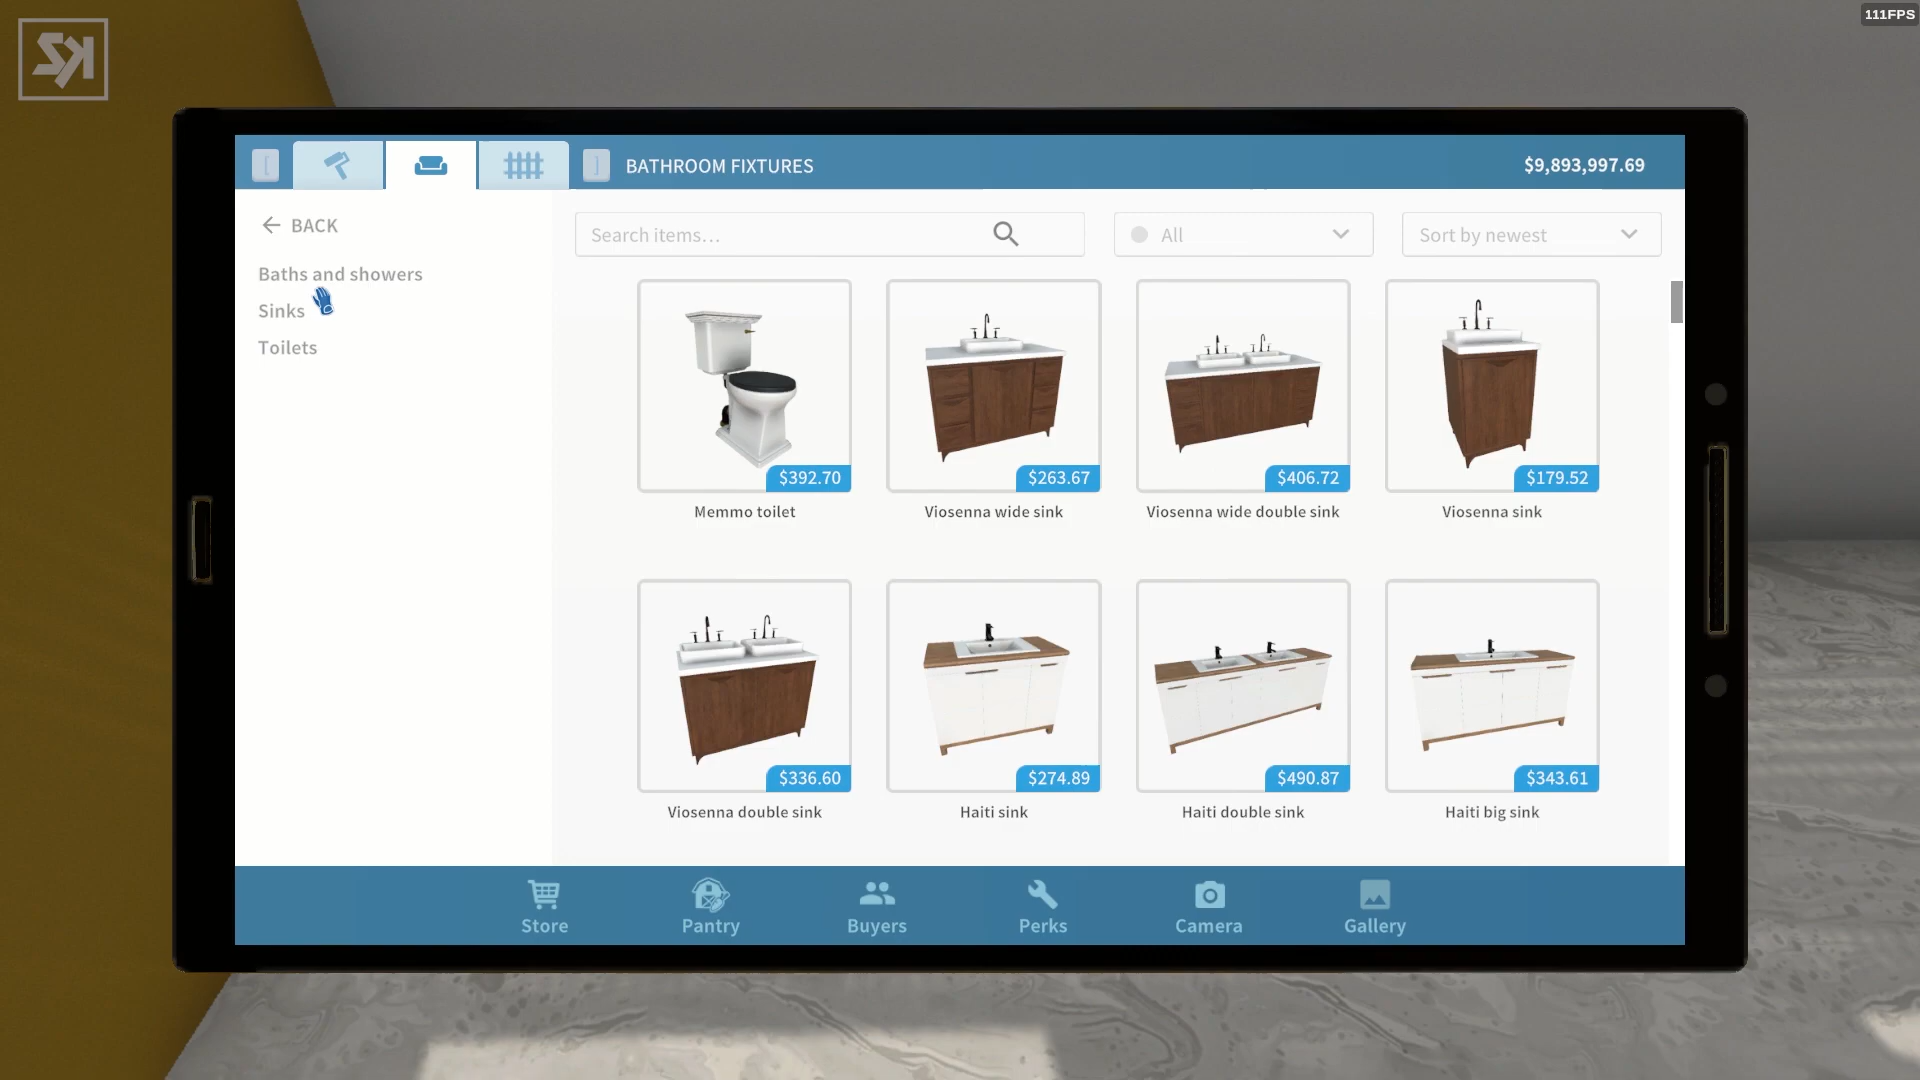 111FPS
BATHROOM FIXTURES
$9,893,997.69
BACK
Search items...
All
Sort by newest
Baths and showers
Sinks
Toilets
$392.70
$263.67
$406.72
$179.52
Memmo toilet
Viosenna wide sink
Viosenna wide double sink
Viosenna sink
$336.60
$274.89
$490.87
$343.61
Viosenna double sink
Haiti sink
Haiti double sink
Haiti big sink
Store
Pantry
Buyers
Perks
Camera
Gallery